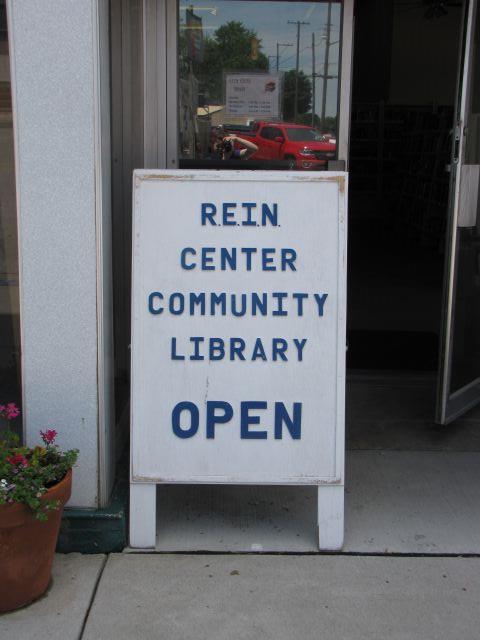 R.E.I.N.
CENTER
COMMUNITY
LIBRARY
OPEN